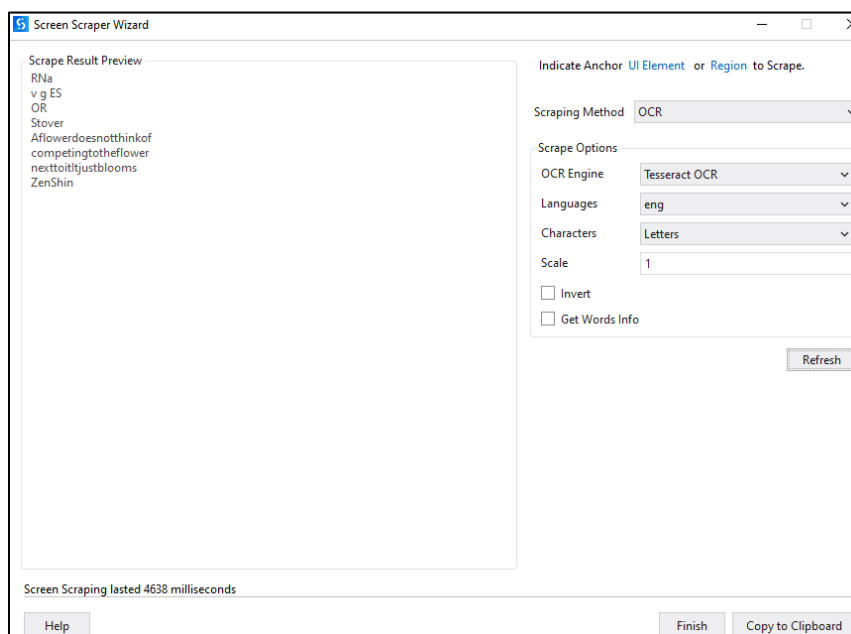 Screen Scraper Wizard
Scrape Result Preview
RNa
v g ES
OR
Stover
Aflowerdoesnotthinkof
competingtotheflower
nexttoitItjustblooms
ZenShin
Indicate Anchor UI Element or Region to Scrape.
Scraping Method OCR
Scrape Options
OCR Engine Tesseract OCR
Languages eng
Characters Letters
Scale 1
Invert
Get Words Info
Refresh
Screen Scraping lasted 4638 milliseconds
Help Finish Copy to Clipboard